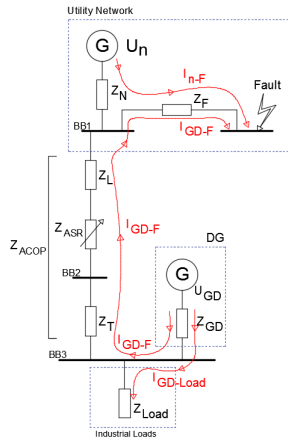 Utility Network
G Un
In-F
ZN
ZF
Fault
BB1
IGD-F
ZL
ZASR
IGD-F
ZACOP
BB2
DG
G
UGD
ZT
ZGD
IGD-F
BB3
IGD-Load
ZLoad
Industrial Loads